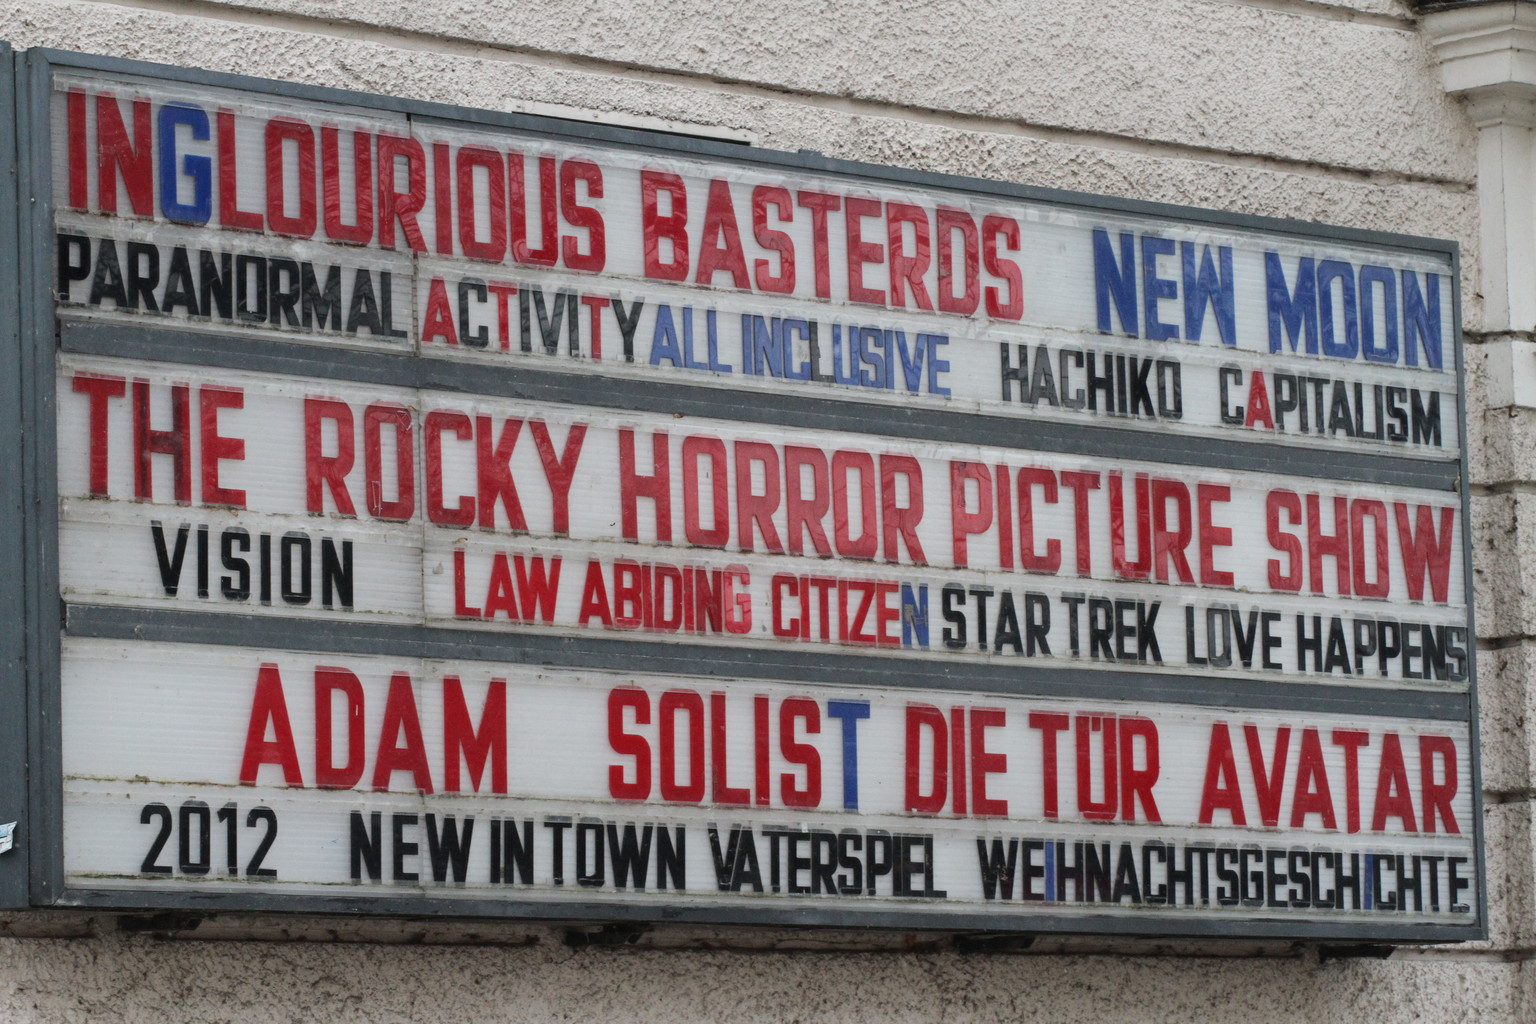 INGLOURIOUS BASTERDS NEW MOON
PARANORMAL ACTIVITY ALL INCLUSIVE HACHIKO CAPITALISM
THE ROCKY HORROR PICTURE SHOW
VISION LAW ABIDING CITIZEN STAR TREK LOVE HAPPENS
ADAM SOLIST DIE TÜR AVATAR
2012 NEW IN TOWN VATERSPIEL WEIHNACHTSGESCHICHTE